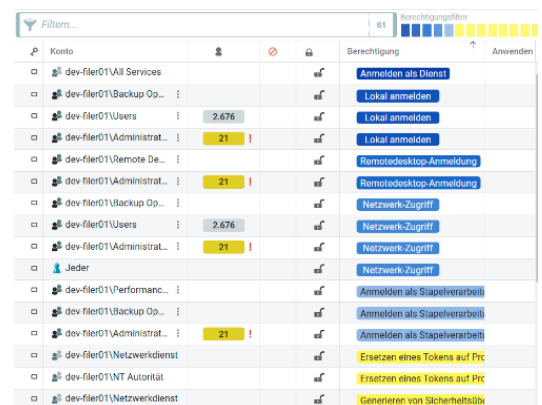 Filtern... 61 Berechtigungsfilter
Konto Berechtigung Anwenden
dev-filer01\All Services Anmelden als Dienst
dev-filer01\Backup Op... Lokal anmelden
dev-filer01\Users 2.676 Lokal anmelden
dev-filer01\Administrat... 21 ! Lokal anmelden
dev-filer01\Remote De... Remotedesktop-Anmeldung
dev-filer01\Administrat... 21 ! Remotedesktop-Anmeldung
dev-filer01\Backup Op... Netzwerk-Zugriff
dev-filer01\Users 2.676 Netzwerk-Zugriff
dev-filer01\Administrat... 21 ! Netzwerk-Zugriff
Jeder Netzwerk-Zugriff
dev-filer01\Performanc... Anmelden als Stapelverarbeit
dev-filer01\Backup Op... Anmelden als Stapelverarbeit
dev-filer01\Administrat... 21 ! Anmelden als Stapelverarbeit
dev-filer01\Netzwerkdienst Ersetzen eines Tokens auf Pro
dev-filer01\NT Autorität Ersetzen eines Tokens auf Pro
dev-filer01\Netzwerkdienst Generieren von Sicherheitsübe